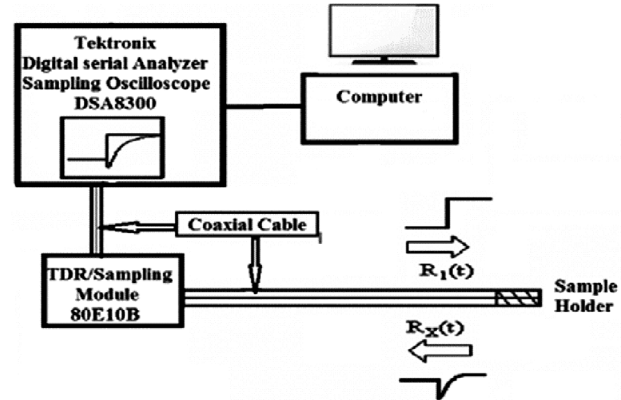 Tektronix
Digital serial Analyzer
Sampling Oscilloscope
DSA8300
Computer
Coaxial Cable
TDR/Sampling
Module
80E10B
R₁(t)
Sample
Holder
Rₓ(t)